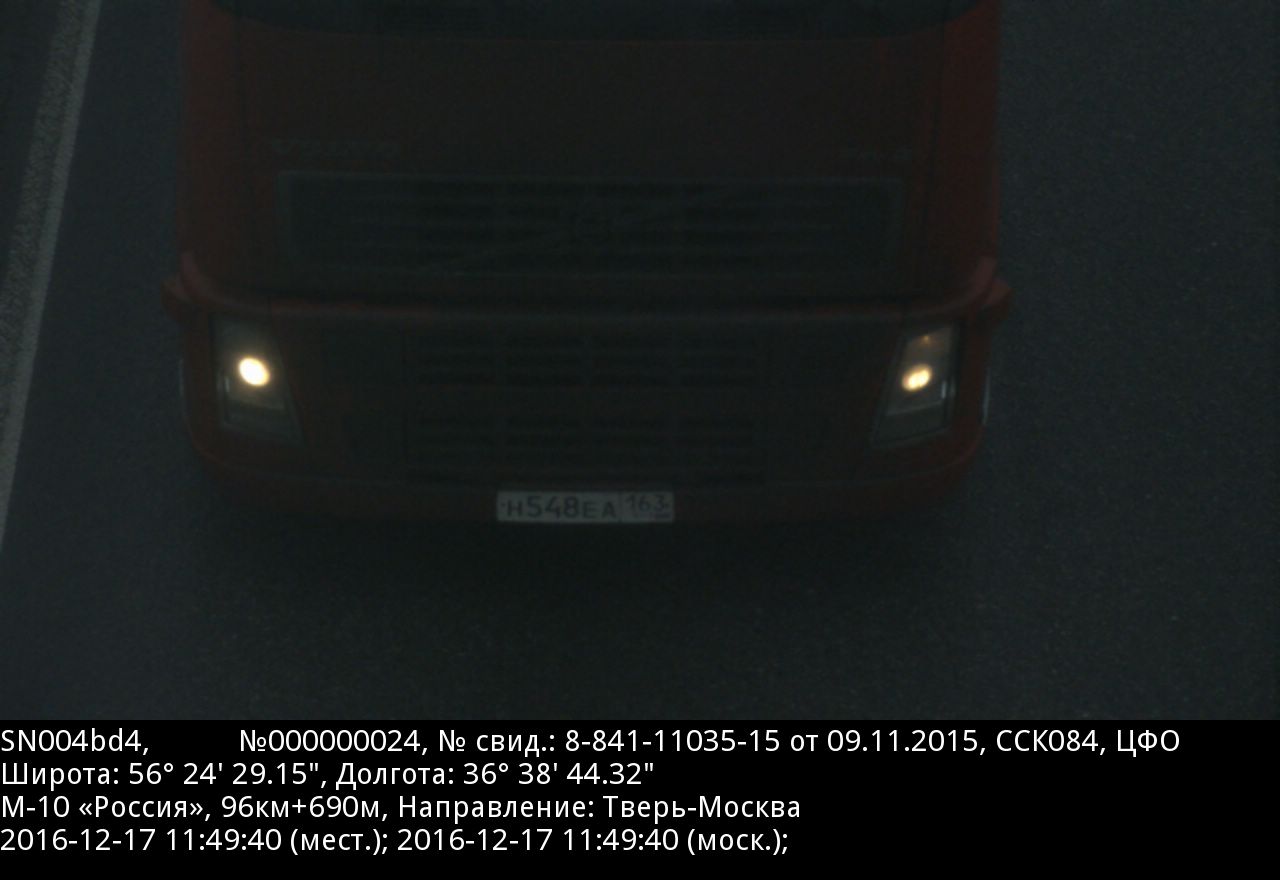 Н548ЕА 163
SN004bd4, №000000024, № свид.: 8-841-11035-15 от 09.11.2015, ССК084, ЦФО
Широта: 56° 24' 29.15", Долгота: 36° 38' 44.32"
М-10 «Россия», 96км+690м, Направление: Тверь-Москва
2016-12-17 11:49:40 (мест.); 2016-12-17 11:49:40 (моск.);